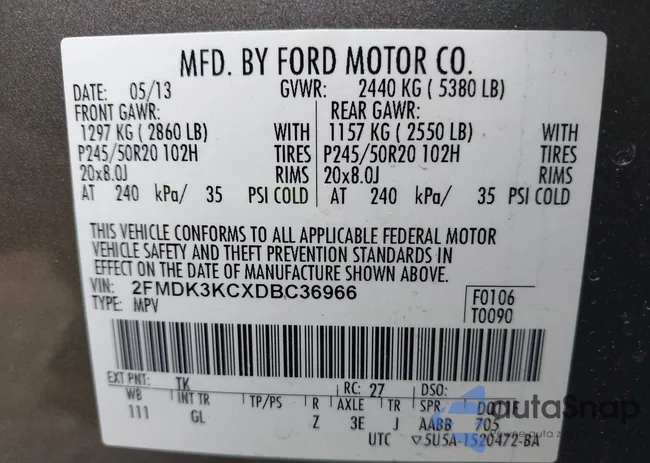 MFD. BY FORD MOTOR CO.
DATE: 05/13 GVWR: 2440 KG ( 5380 LB)
FRONT GAWR: REAR GAWR:
1297 KG ( 2860 LB) WITH 1157 KG ( 2550 LB) WITH
P245/50R20 102H TIRES P245/50R20 102H TIRES
20x8.0J RIMS 20x8.0J RIMS
AT 240 kPa/ 35 PSI COLD AT 240 kPa/ 35 PSI COLD
THIS VEHICLE CONFORMS TO ALL APPLICABLE FEDERAL MOTOR
VEHICLE SAFETY AND THEFT PREVENTION STANDARDS IN
EFFECT ON THE DATE OF MANUFACTURE SHOWN ABOVE.
VIN: 2FMDK3KCXDBC36966
TYPE: MPV
F0106
T0090
EXT PNT: TK RC: 27 DSO:
WB INT TR TP/PS R AXLE TR SPR
111 GL Z 3E J AABB 705
UTC ▽5U5A-1520472-BA
autoSnap